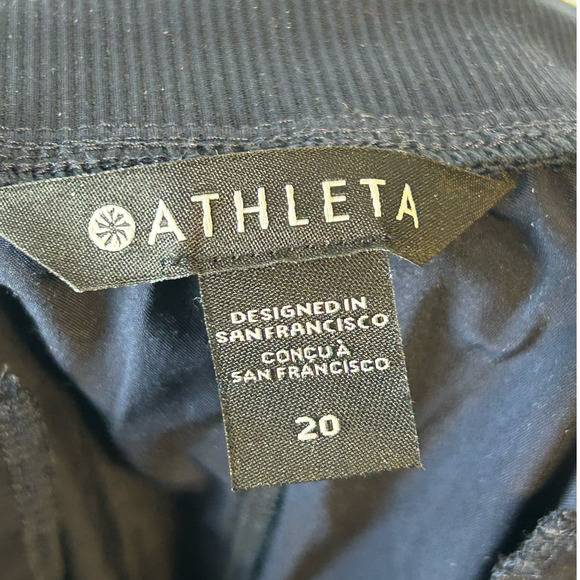 ATHLETA
DESIGNED IN
SAN FRANCISCO
CONÇU À
SAN FRANCISCO
20